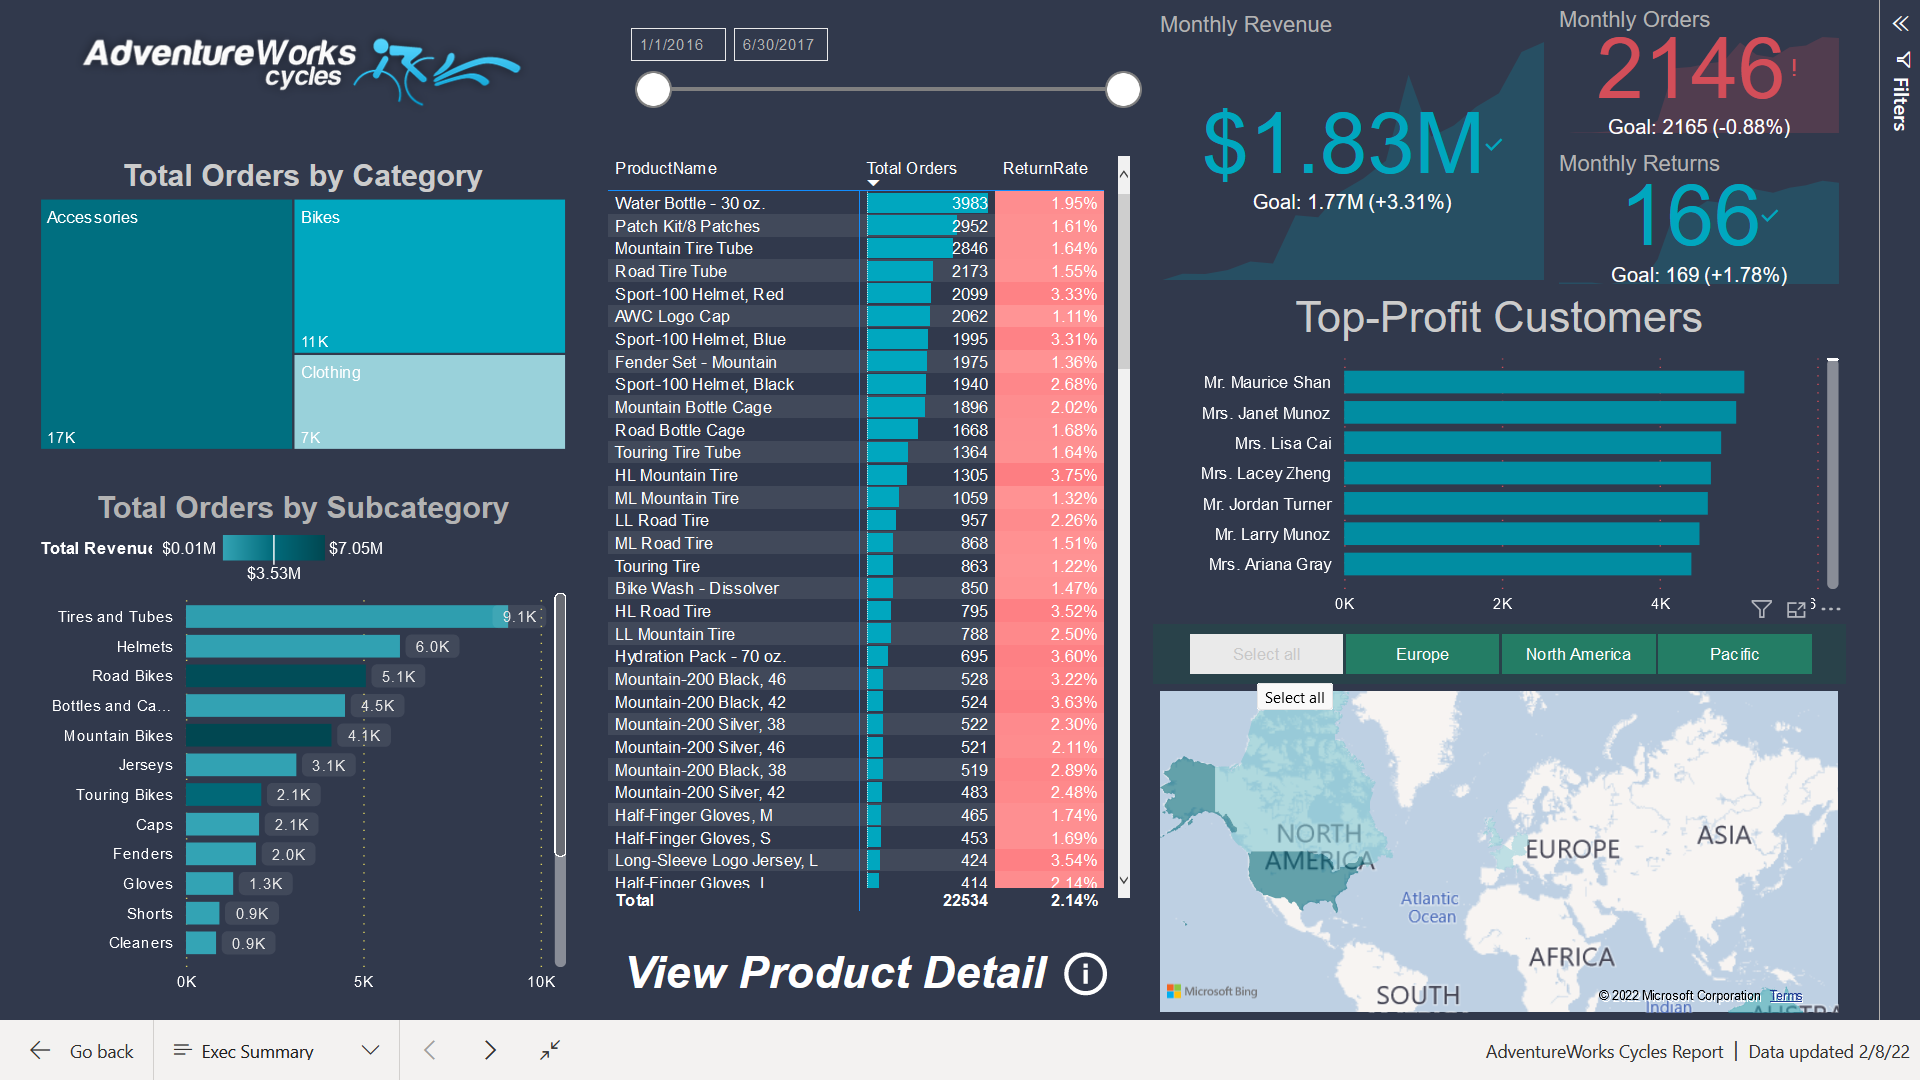 AdventureWorks
cycles
1/1/2016
6/30/2017
Monthly Revenue
$1.83M
Goal: 1.77M (+3.31%)
Monthly Orders
2146 !
Goal: 2165 (-0.88%)
Monthly Returns
166
Goal: 169 (+1.78%)
Filters
Total Orders by Category
Accessories
17K
Bikes
11K
Clothing
7K
Total Orders by Subcategory
Total Revenue $0.01M $7.05M
$3.53M
Tires and Tubes 9.1K
Helmets 6.0K
Road Bikes 5.1K
Bottles and Ca... 4.5K
Mountain Bikes 4.1K
Jerseys 3.1K
Touring Bikes 2.1K
Caps 2.1K
Fenders 2.0K
Gloves 1.3K
Shorts 0.9K
Cleaners 0.9K
0K 5K 10K
ProductName Total Orders ReturnRate
Water Bottle - 30 oz. 3983 1.95%
Patch Kit/8 Patches 2952 1.61%
Mountain Tire Tube 2846 1.64%
Road Tire Tube 2173 1.55%
Sport-100 Helmet, Red 2099 3.33%
AWC Logo Cap 2062 1.11%
Sport-100 Helmet, Blue 1995 3.31%
Fender Set - Mountain 1975 1.36%
Sport-100 Helmet, Black 1940 2.68%
Mountain Bottle Cage 1896 2.02%
Road Bottle Cage 1668 1.68%
Touring Tire Tube 1364 1.64%
HL Mountain Tire 1305 3.75%
ML Mountain Tire 1059 1.32%
LL Road Tire 957 2.26%
ML Road Tire 868 1.51%
Touring Tire 863 1.22%
Bike Wash - Dissolver 850 1.47%
HL Road Tire 795 3.52%
LL Mountain Tire 788 2.50%
Hydration Pack - 70 oz. 695 3.60%
Mountain-200 Black, 46 528 3.22%
Mountain-200 Black, 42 524 3.63%
Mountain-200 Silver, 38 522 2.30%
Mountain-200 Silver, 46 521 2.11%
Mountain-200 Black, 38 519 2.89%
Mountain-200 Silver, 42 483 2.48%
Half-Finger Gloves, M 465 1.74%
Half-Finger Gloves, S 453 1.69%
Long-Sleeve Logo Jersey, L 424 3.54%
Half-Finger Gloves, L 414 2.14%
Total 22534 2.14%
View Product Detail
Top-Profit Customers
Mr. Maurice Shan
Mrs. Janet Munoz
Mrs. Lisa Cai
Mrs. Lacey Zheng
Mr. Jordan Turner
Mr. Larry Munoz
Mrs. Ariana Gray
0K 2K 4K
Select all Europe North America Pacific
Select all
NORTH
AMERICA
EUROPE
ASIA
Atlantic
Ocean
AFRICA
SOUTH
Indian
AUSTRA
Microsoft Bing
© 2022 Microsoft Corporation Terms
Go back
Exec Summary
AdventureWorks Cycles Report | Data updated 2/8/22